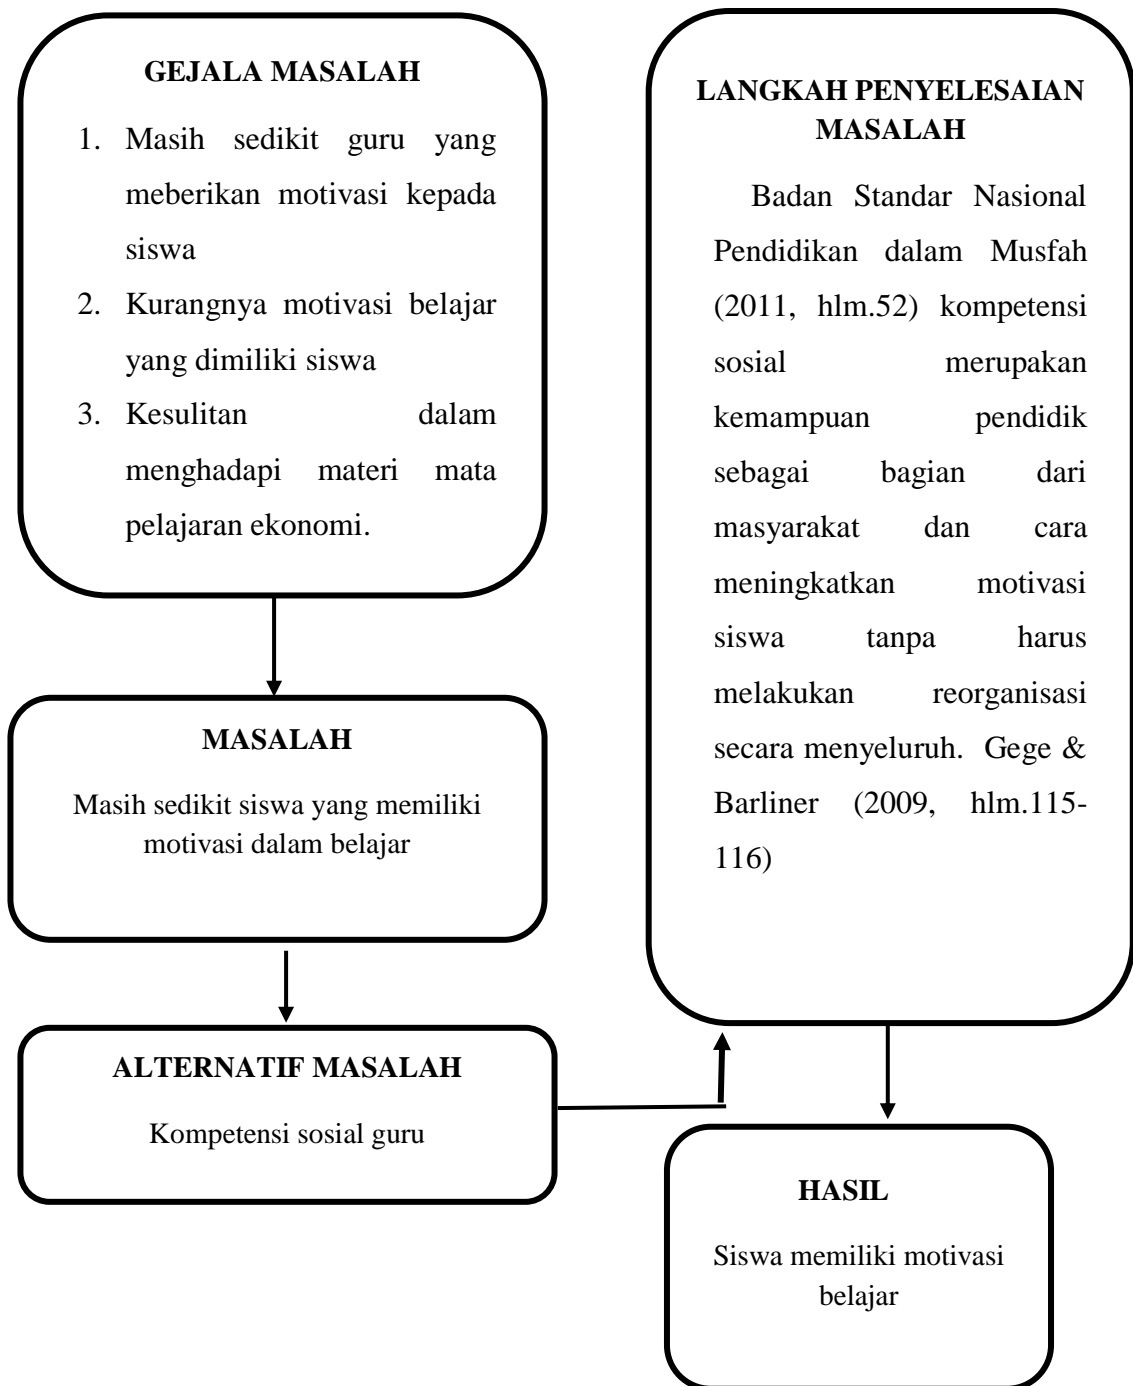 GEJALA MASALAH
1. Masih sedikit guru yang
meberikan motivasi kepada
siswa
2. Kurangnya motivasi belajar
yang dimiliki siswa
3. Kesulitan dalam
menghadapi materi mata
pelajaran ekonomi.
MASALAH
Masih sedikit siswa yang memiliki
motivasi dalam belajar
ALTERNATIF MASALAH
Kompetensi sosial guru
LANGKAH PENYELESAIAN
MASALAH
Badan Standar Nasional
Pendidikan dalam Musfah
(2011, hlm.52) kompetensi
sosial merupakan
kemampuan pendidik
sebagai bagian dari
masyarakat dan cara
meningkatkan motivasi
siswa tanpa harus
melakukan reorganisasi
secara menyeluruh. Gege &
Barliner (2009, hlm.115-
116)
HASIL
Siswa memiliki motivasi
belajar